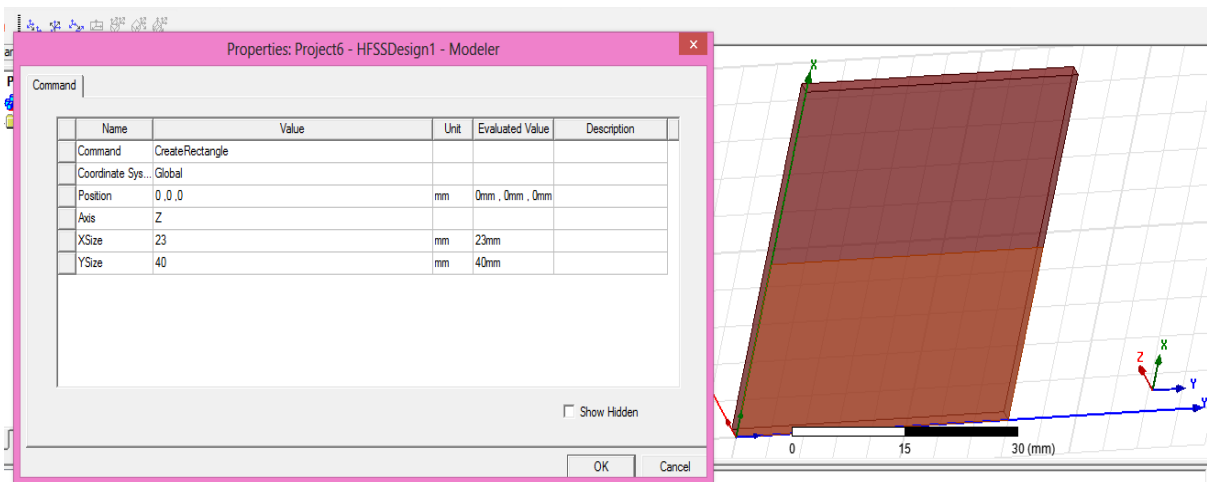 Properties: Project6 - HFSSDesign1 - Modeler
x
Command
Name Value Unit Evaluated Value Description
Command CreateRectangle
Coordinate Sys... Global
Position 0 ,0 ,0 mm 0mm , 0mm , 0mm
Axis Z
XSize 23 mm 23mm
YSize 40 mm 40mm
Show Hidden
OK Cancel
X
X
Z
Y
Y
0 15 30 (mm)